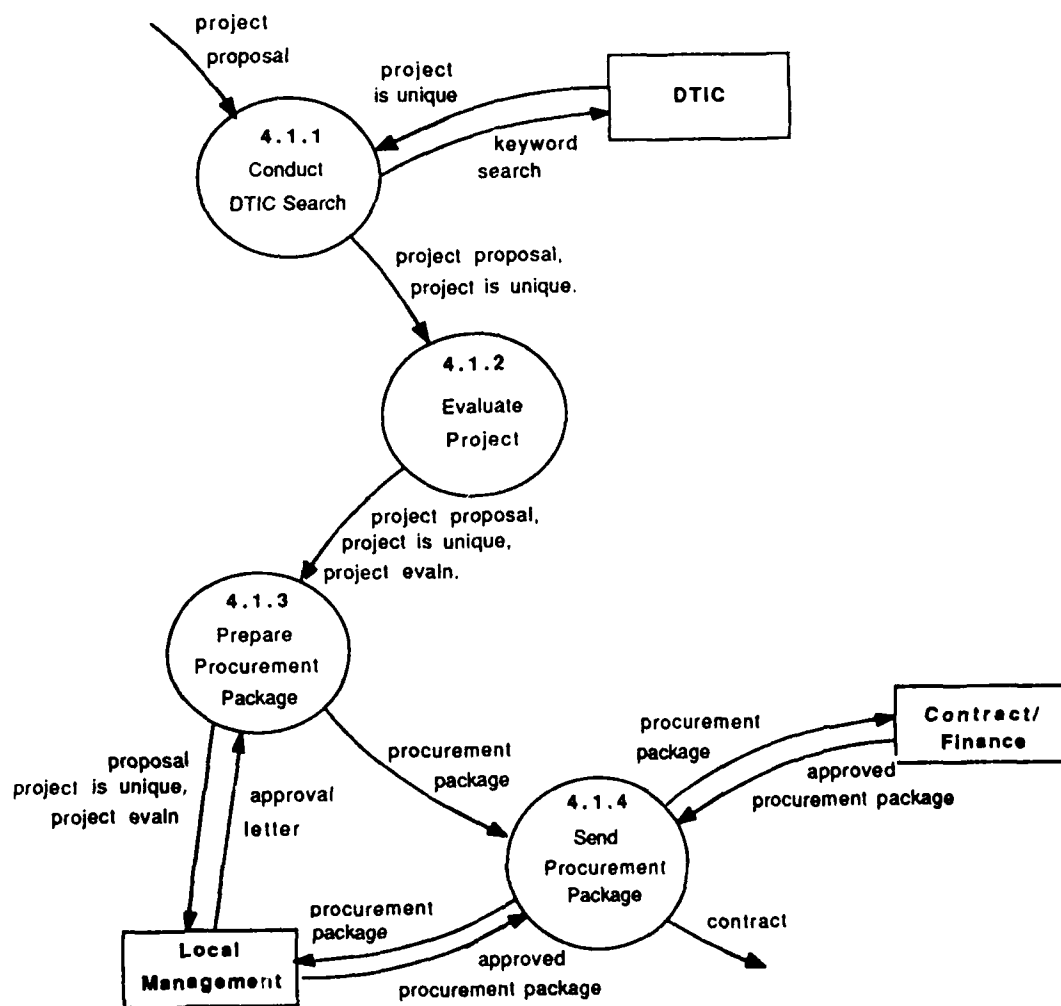 project
proposal
project
is unique
DTIC
4.1.1
Conduct
DTIC Search
keyword
search
project proposal,
project is unique.
4.1.2
Evaluate
Project
project proposal,
project is unique,
project evaln.
4.1.3
Prepare
Procurement
Package
procurement
package
Contract/
Finance
proposal
project is unique,
project evaln
approval
letter
procurement
package
approved
procurement package
4.1.4
Send
Procurement
Package
procurement
package
contract
Local
Management
approved
procurement package